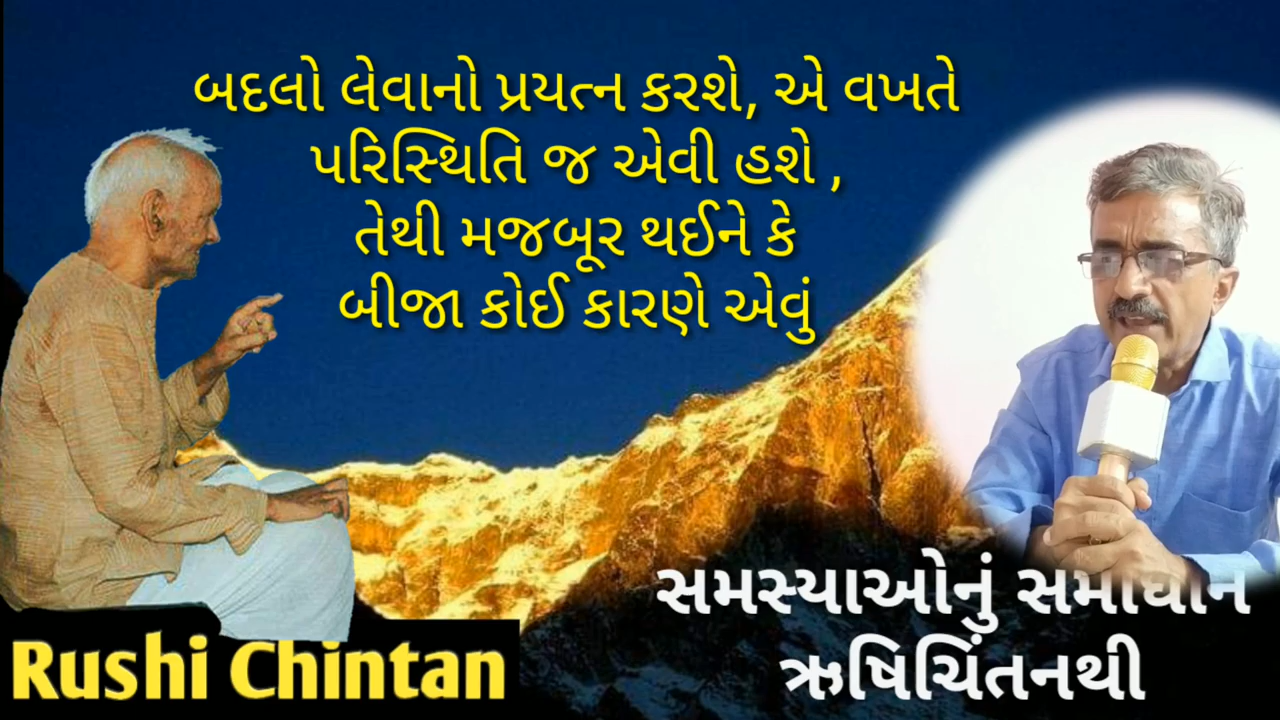 બદલો લેવાનો પ્રયત્ન કરશે, એ વખતે
પરિસ્થિતિ જ એવી હશે ,
તેથી મજબૂર થઈને કે
બીજા કોઈ કારણે એવું
સમસ્યાઓનું સમાધાન
ઋષિચિંતનથી
Rushi Chintan